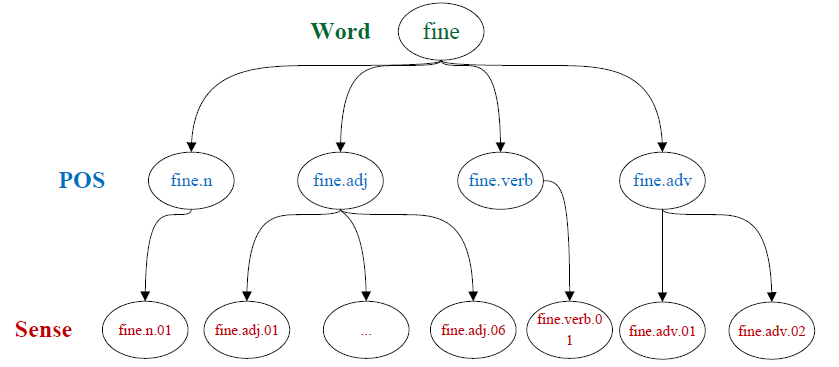 Word fine
POS fine.n fine.adj fine.verb fine.adv
Sense fine.n.01 fine.adj.01 ... fine.adj.06 fine.verb.0 fine.adv.01 fine.adv.02
1